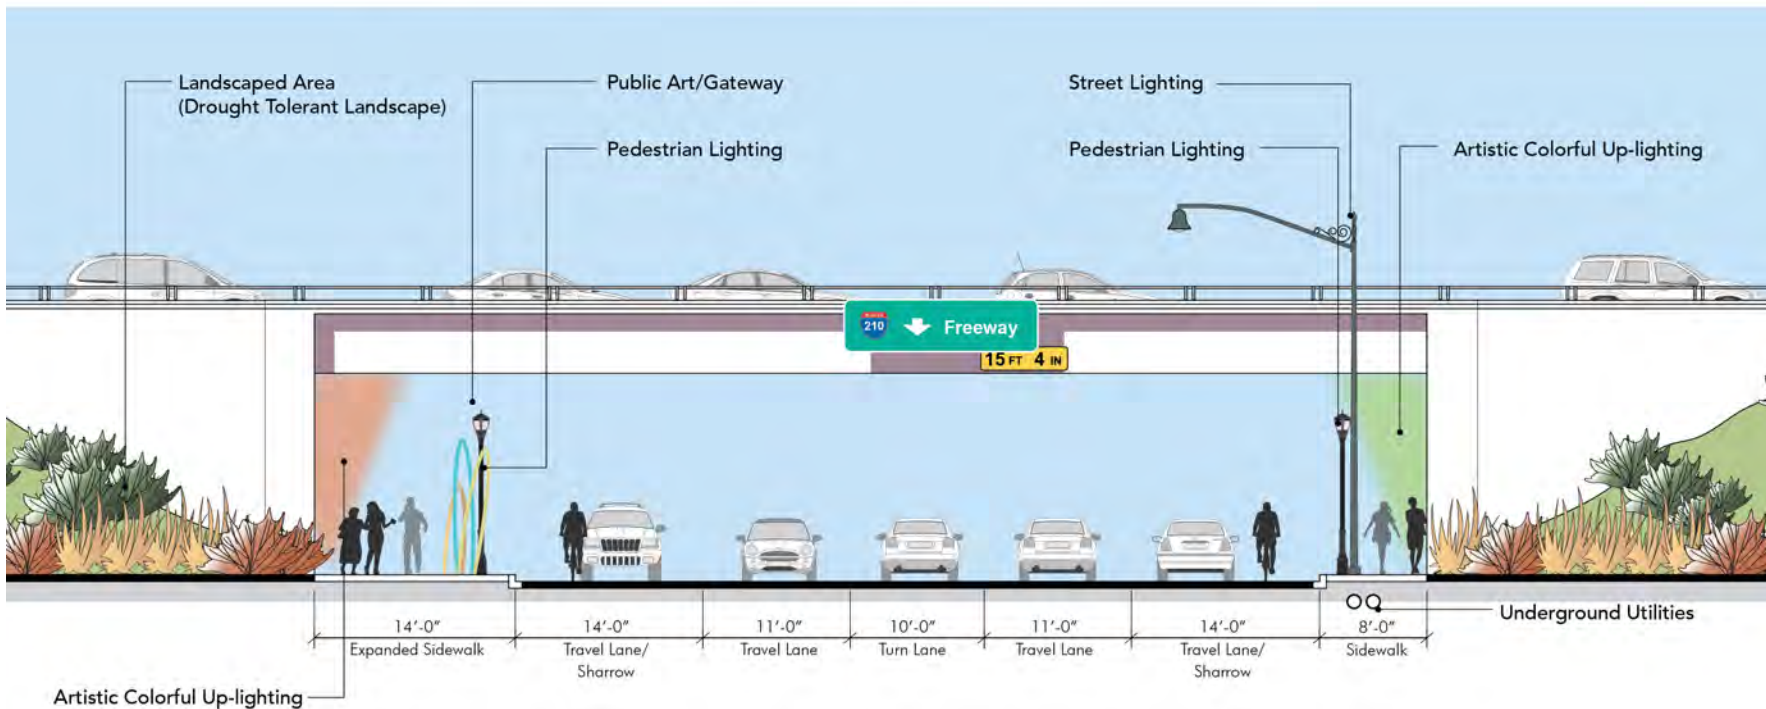 Landscaped Area
(Drought Tolerant Landscape)
Public Art/Gateway
Street Lighting
Pedestrian Lighting
Pedestrian Lighting
Artistic Colorful Up-lighting
210
Freeway
15 FT 4 IN
Underground Utilities
14'-0"
14'-0"
11'-0"
10'-0"
11'-0"
14'-0"
8'-0"
Expanded Sidewalk
Travel Lane/
Sharrow
Travel Lane
Turn Lane
Travel Lane
Travel Lane/
Sharrow
Sidewalk
Artistic Colorful Up-lighting